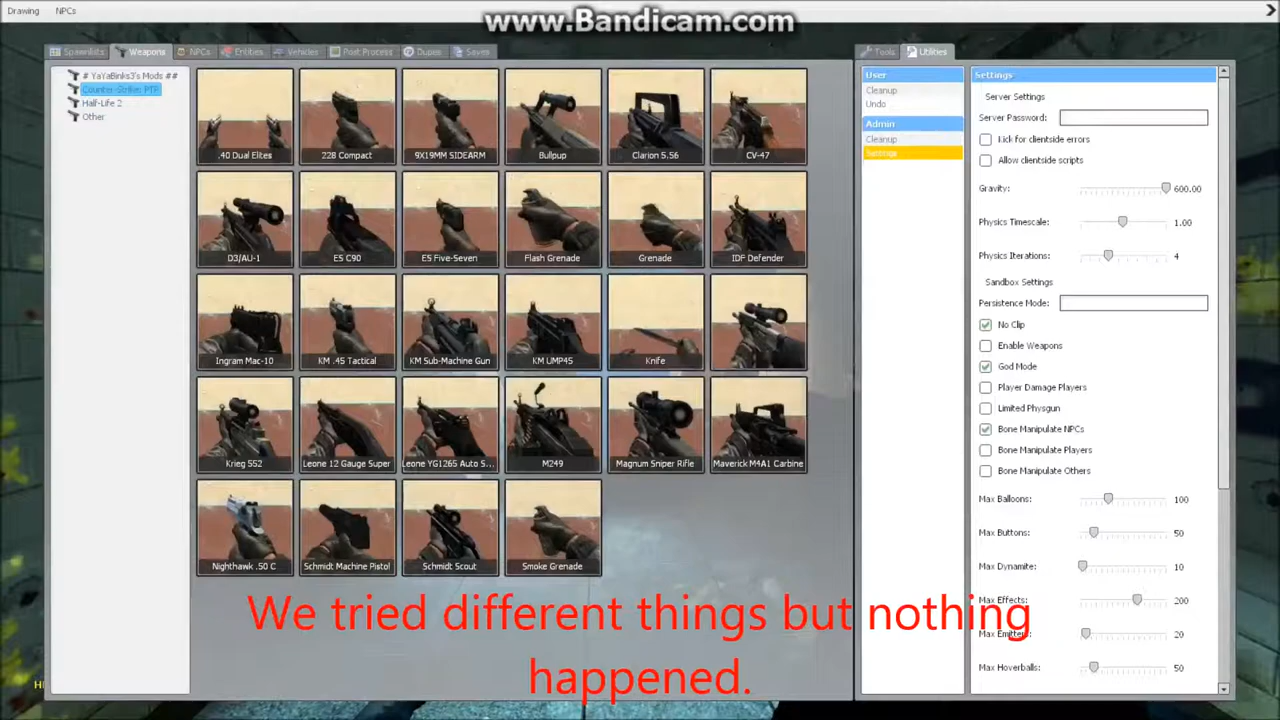 Drawing NPCs
www.Bandicam.com
Spawnlists Weapons NPCs Entities Vehicles Post Process Dupes Saves
Tools Utilities
# YaYaBinks3's Mods ##
Counter-Strike: PTP
Half-Life 2
Other
.40 Dual Elites 228 Compact 9X19MM SIDEARM Bullpup Clarion 5.56 CV-47
D3/AU-1 ES C90 ES Five-Seven Flash Grenade Grenade IDF Defender
Ingram Mac-10 KM .45 Tactical KM Sub-Machine Gun KM UMP45 Knife
Krieg 552 Leone 12 Gauge Super Leone YG1265 Auto S... M249 Magnum Sniper Rifle Maverick M4A1 Carbine
Nighthawk .50 C Schmidt Machine Pistol Schmidt Scout Smoke Grenade
User
Cleanup
Undo
Admin
Cleanup
Settings
Settings
Server Settings
Server Password:
Kick for clientside errors
Allow clientside scripts
Gravity: 600.00
Physics Timescale: 1.00
Physics Iterations: 4
Sandbox Settings
Persistence Mode:
No Clip
Enable Weapons
God Mode
Player Damage Players
Limited Physgun
Bone Manipulate NPCs
Bone Manipulate Players
Bone Manipulate Others
Max Balloons: 100
Max Buttons: 50
Max Dynamite: 10
Max Effects: 200
Max Emitters: 20
Max Hoverballs: 50
We tried different things but nothing
happened.